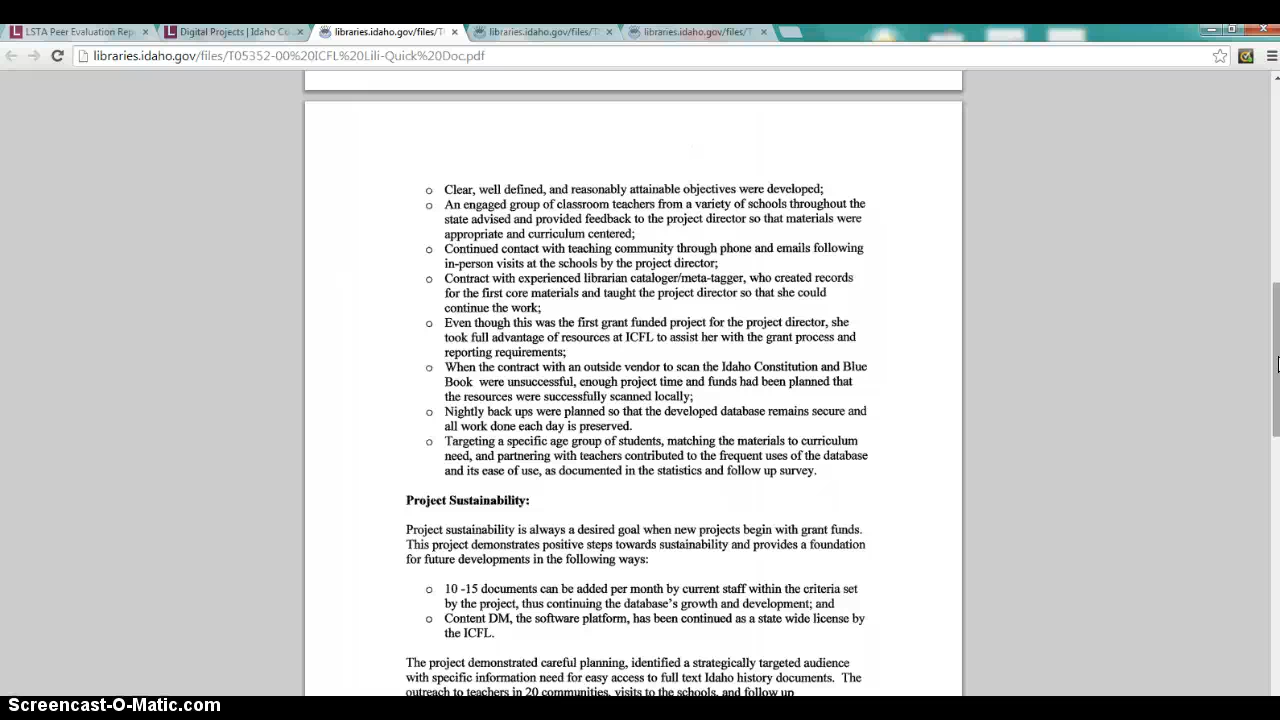 LSTA Peer Evaluation Rep
Digital Projects | Idaho Co
libraries.idaho.gov/files/T
libraries.idaho.gov/files/T
libraries.idaho.gov/files/T
libraries.idaho.gov/files/T05352-00%20ICFL%20Lili-Quick%20Doc.pdf
o Clear, well defined, and reasonably attainable objectives were developed;
o An engaged group of classroom teachers from a variety of schools throughout the
state advised and provided feedback to the project director so that materials were
appropriate and curriculum centered;
o Continued contact with teaching community through phone and emails following
in-person visits at the schools by the project director;
o Contract with experienced librarian cataloger/meta-tagger, who created records
for the first core materials and taught the project director so that she could
continue the work;
o Even though this was the first grant funded project for the project director, she
took full advantage of resources at ICFL to assist her with the grant process and
reporting requirements;
o When the contract with an outside vendor to scan the Idaho Constitution and Blue
Book were unsuccessful, enough project time and funds had been planned that
the resources were successfully scanned locally;
o Nightly back ups were planned so that the developed database remains secure and
all work done each day is preserved.
o Targeting a specific age group of students, matching the materials to curriculum
need, and partnering with teachers contributed to the frequent uses of the database
and its ease of use, as documented in the statistics and follow up survey.
Project Sustainability:
Project sustainability is always a desired goal when new projects begin with grant funds.
This project demonstrates positive steps towards sustainability and provides a foundation
for future developments in the following ways:
o 10 -15 documents can be added per month by current staff within the criteria set
by the project, thus continuing the database's growth and development; and
o Content DM, the software platform, has been continued as a state wide license by
the ICFL.
The project demonstrated careful planning, identified a strategically targeted audience
with specific information need for easy access to full text Idaho history documents. The
outreach to teachers in 20 communities, visits to the schools, and follow up
Screencast-O-Matic.com